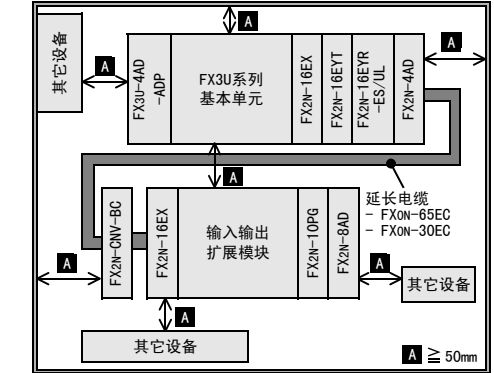 A
其它设备
A
A
FX3U-4AD
-ADP
FX3U系列
基本单元
FX2N-16EX
FX2N-16EYT
FX2N-16EYR
-ES/UL
FX2N-4AD
A
延长电缆
- FX0N-65EC
- FX0N-30EC
FX2N-CNV-BC
FX2N-16EX
输入输出
扩展模块
FX2N-10PG
FX2N-8AD
A
A
其它设备
A
其它设备
A ≧ 50mm